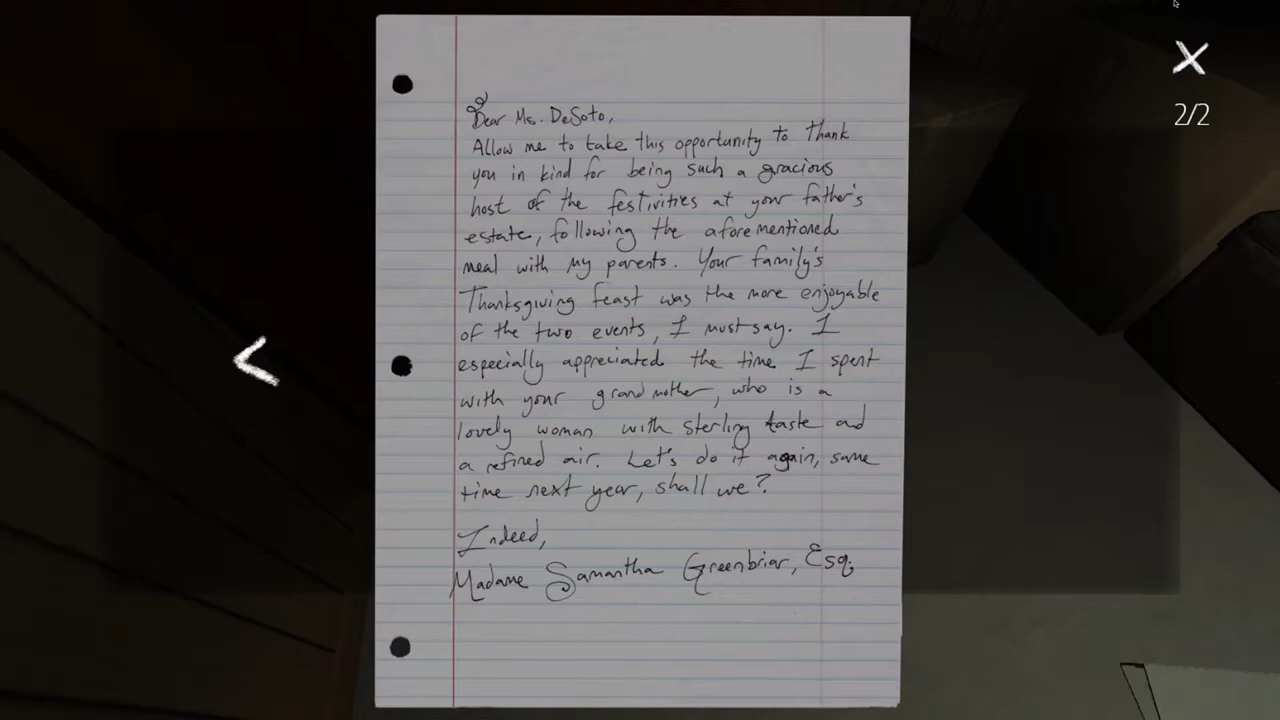 2/2
Dear Ms. DeSoto,
Allow me to take this opportunity to thank
you in kind for being such a gracious
host of the festivities at your father's
estate, following the aforementioned
meal with my parents. Your family's
Thanksgiving feast was the more enjoyable
of the two events, I must say. I
especially appreciated the time I spent
with your grandmother, who is a
lovely woman with sterling taste and
a refined air. Let's do it again, same
time next year, shall we?
Indeed,
Madame Samantha Greenbriar, Esq.